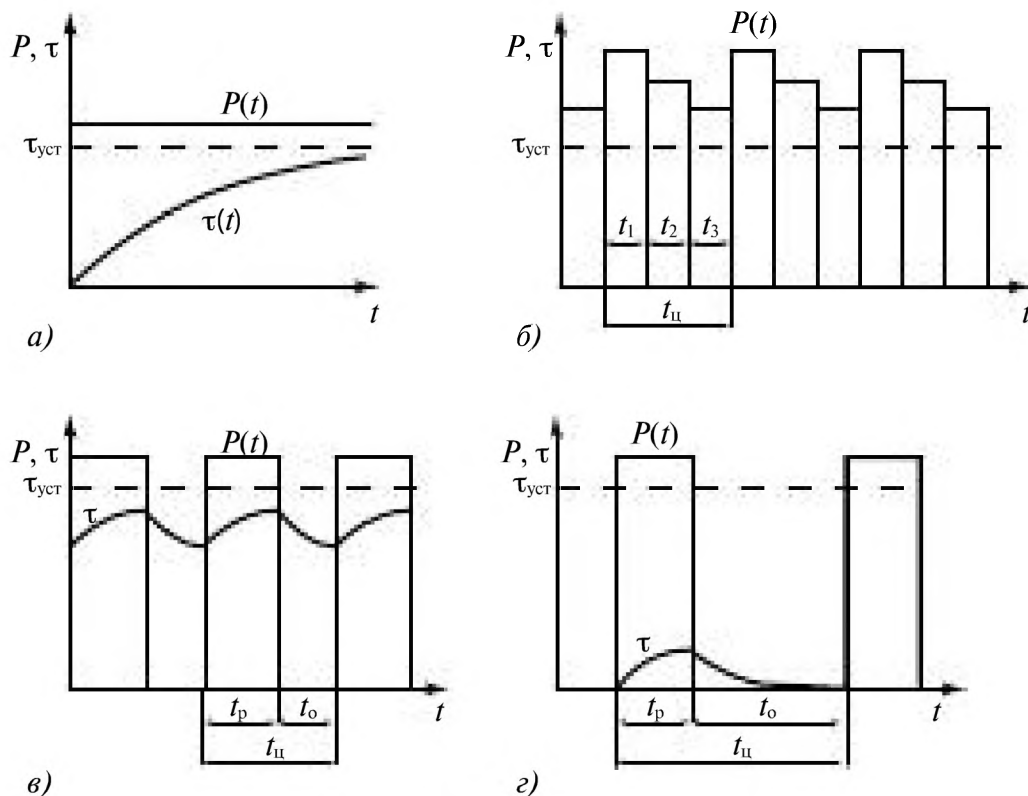 P, τ
P(t)
τуст
τ(t)
t
а)
P, τ
P(t)
τуст
t1 t2 t3
tц
t
б)
P, τ
P(t)
τуст
τ
tр tо
tц
t
в)
P(t)
P, τ
τуст
τ
tр tо
tц
t
г)